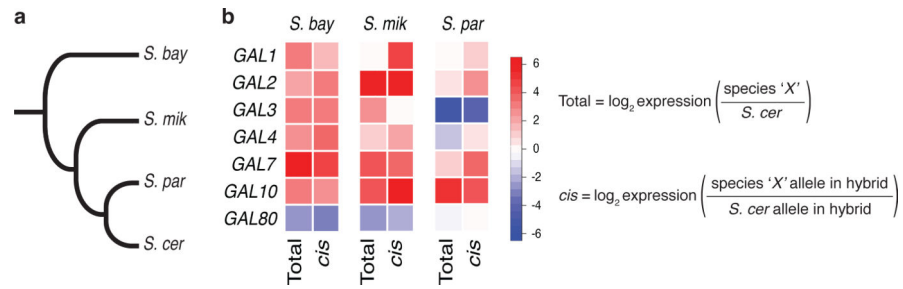 a
S. bay
S. mik
S. par
S. cer
b
S. bay S. mik S. par
GAL1
GAL2
GAL3
GAL4
GAL7
GAL10
GAL80
Total cis Total cis Total cis
6
4
2
0
-2
-4
-6
Total = log2 expression (species ‘X’ / S. cer)
cis = log2 expression (species ‘X’ allele in hybrid / S. cer allele in hybrid)